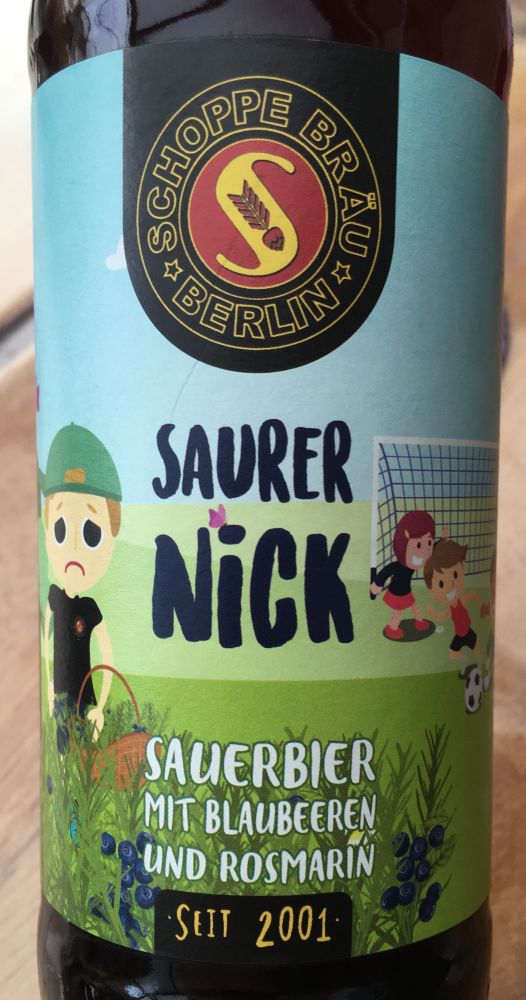 SCHOPPE BRÄU
BERLIN
S
SAURER
NiCK
SAUERBIER
MIT BLAUBEEREN
UND ROSMARIN
·SEIT 2001·